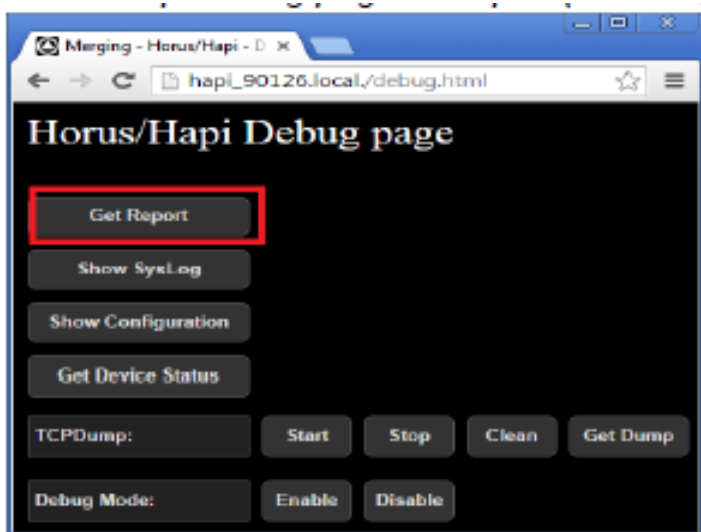 Merging - Horus/Hapi - D
hapi_90126.local./debug.html
Horus/Hapi Debug page
Get Report
Show SysLog
Show Configuration
Get Device Status
TCPDump: Start Stop Clean Get Dump
Debug Mode: Enable Disable